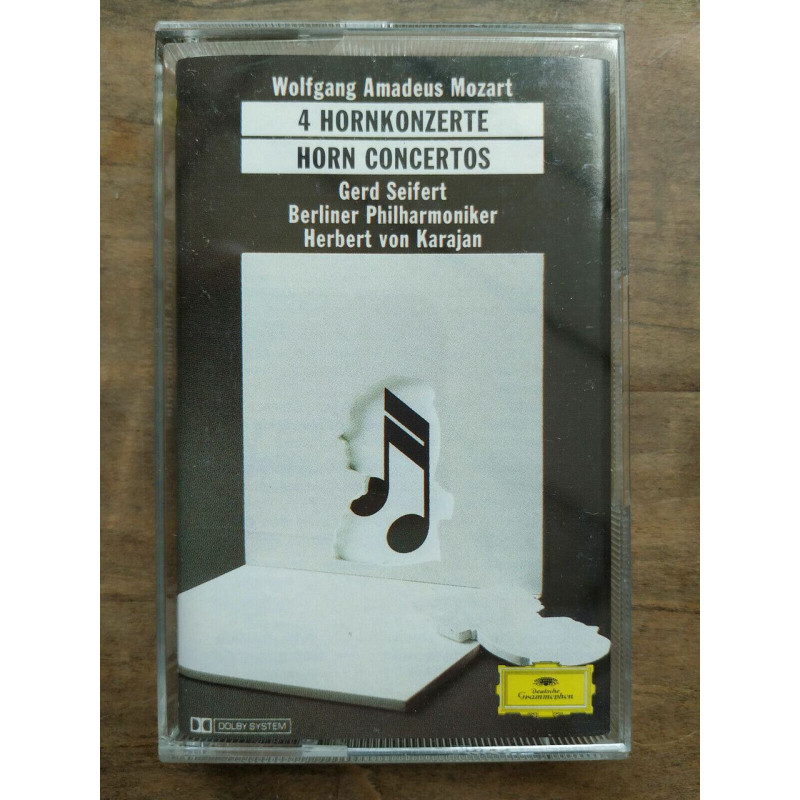 Wolfgang Amadeus Mozart
4 HORNKONZERTE
HORN CONCERTOS
Gerd Seifert
Berliner Philharmoniker
Herbert von Karajan
Deutsche
Grammophon
DOLBY SYSTEM